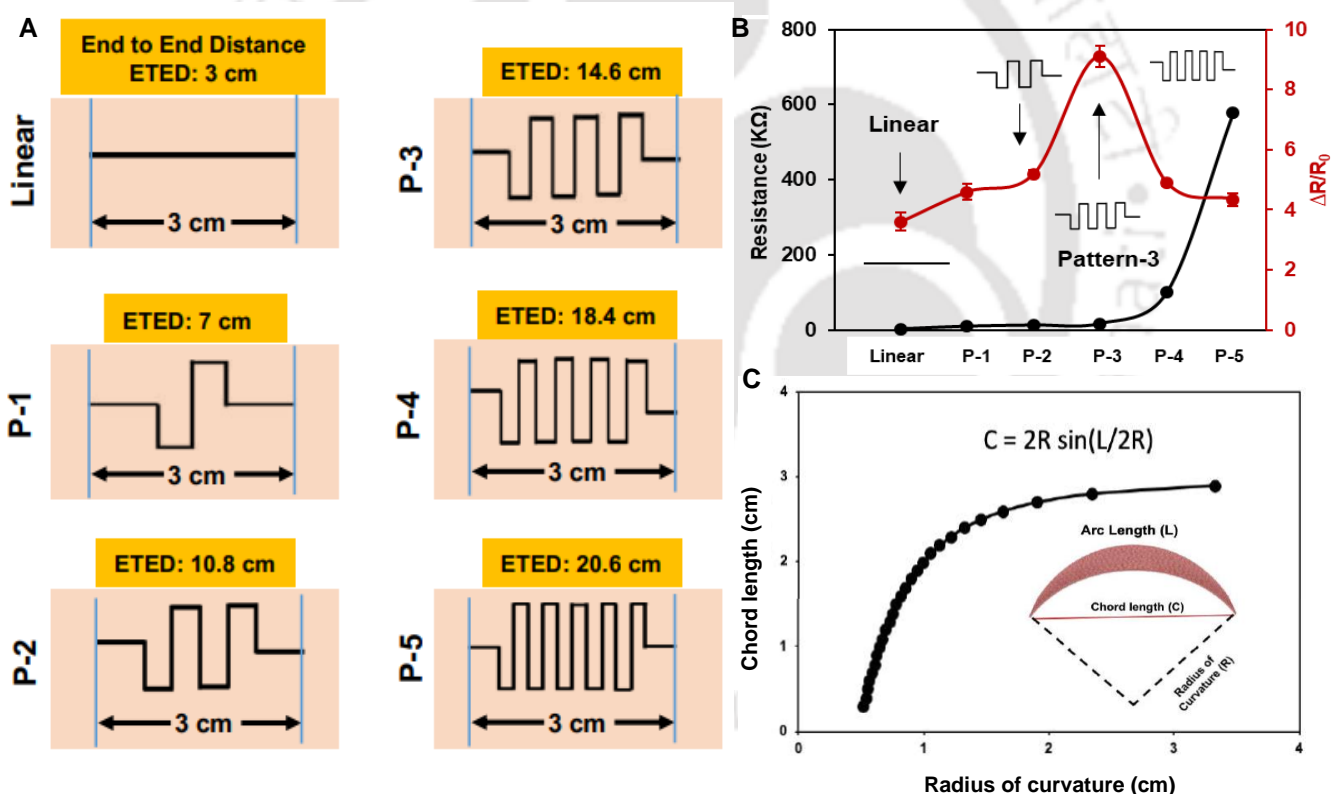 A
End to End Distance
ETED: 3 cm
Linear
3 cm
ETED: 14.6 cm
P-3
3 cm
ETED: 7 cm
P-1
3 cm
ETED: 18.4 cm
P-4
3 cm
ETED: 10.8 cm
P-2
3 cm
ETED: 20.6 cm
P-5
3 cm
B
800
600
400
200
0
Resistance (KΩ)
Linear
Pattern-3
10
8
6
4
2
0
ΔR/R₀
Linear P-1 P-2 P-3 P-4 P-5
C
4
3
2
1
0
Chord length (cm)
C = 2R sin(L/2R)
Arc Length (L)
Chord length (C)
Radius of
Curvature (R)
0 1 2 3 4
Radius of curvature (cm)